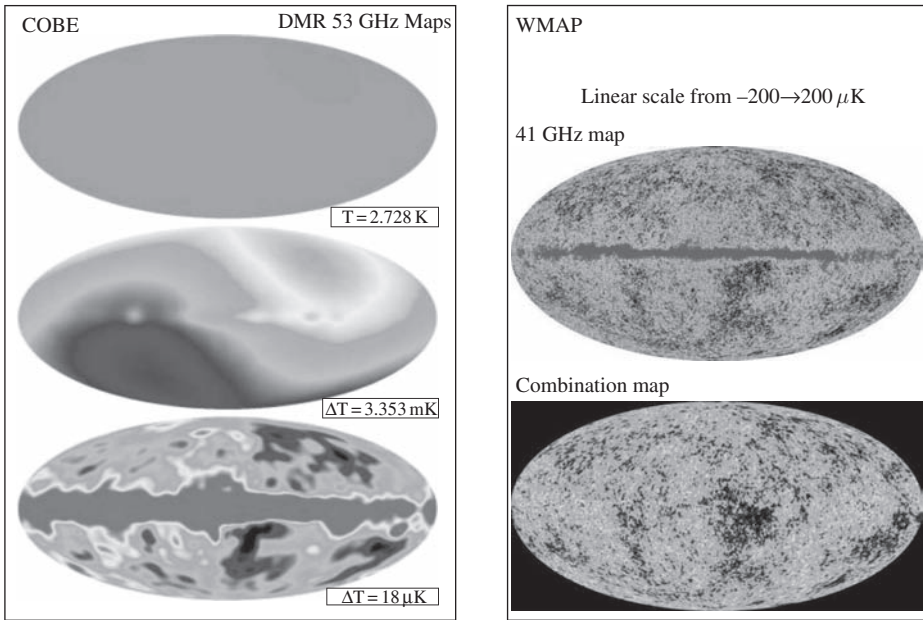 COBE DMR 53 GHz Maps
T = 2.728 K
ΔT = 3.353 mK
ΔT = 18 μK
WMAP
Linear scale from –200→200 μK
41 GHz map
Combination map